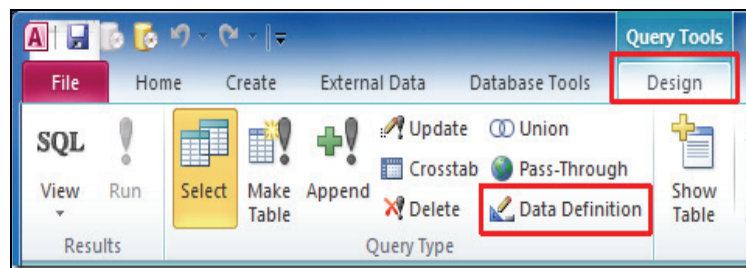 A
Query Tools
File Home Create External Data Database Tools Design
SQL
View
Run
Select
Make
Table
Append
Update
Crosstab
Delete
Union
Pass-Through
Data Definition
Show
Table
Results
Query Type